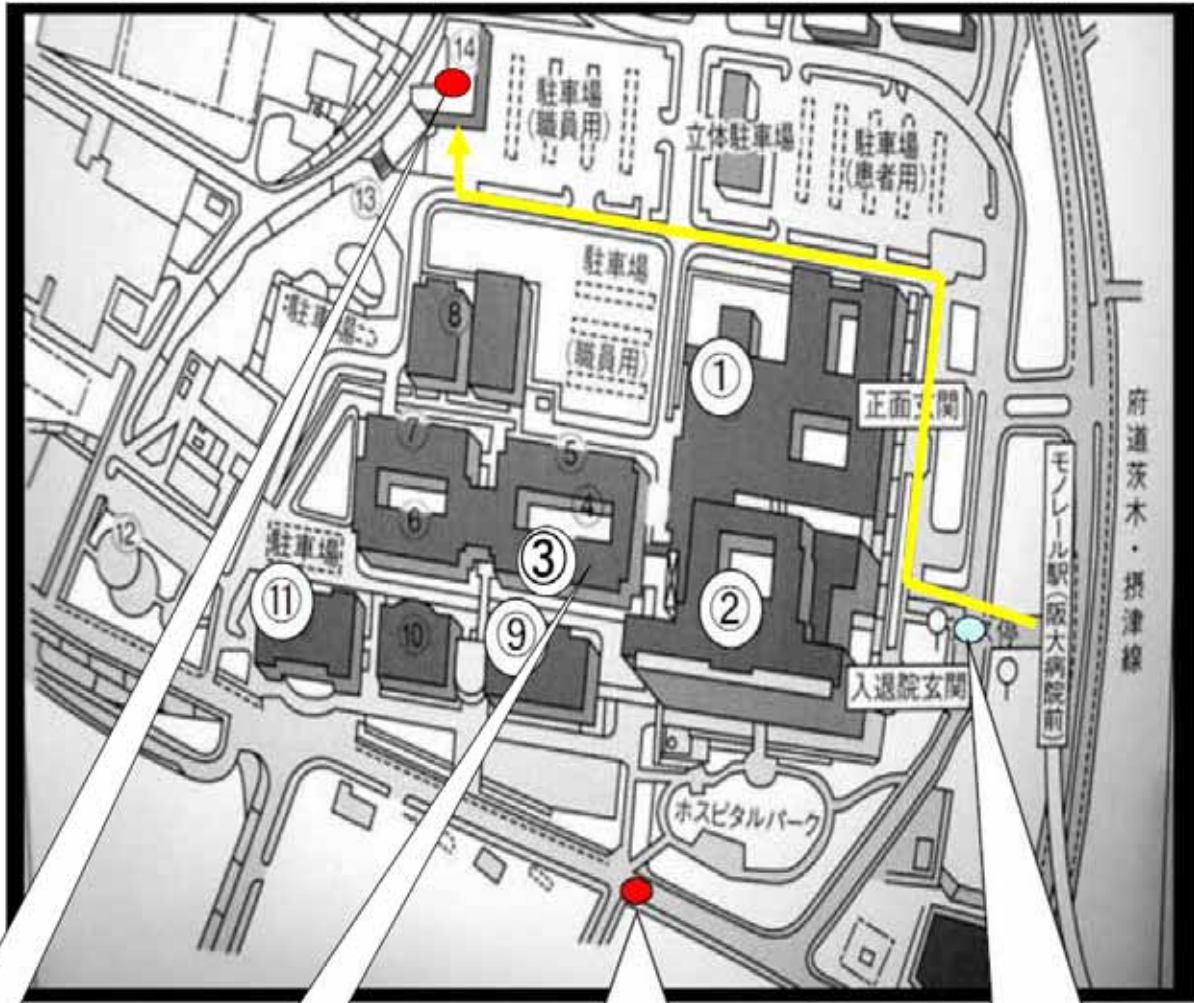 ⑭
駐車場
(職員用)
立体駐車場
駐車場
(患者用)
⑬
駐車場
(職員用)
駐車場
⑧
①
正面玄関
府道茨木・摂津線
モノレール駅(阪大病院前)
⑦
⑤
④
⑥
③
⑫
駐車場
⑪
⑩
⑨
②
停
入退院玄関
ホスピタルパーク